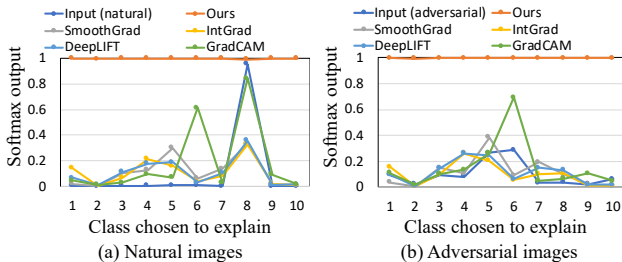 Input (natural) Ours
SmoothGrad IntGrad
DeepLIFT GradCAM
Softmax output
1
0.8
0.6
0.4
0.2
0
1 2 3 4 5 6 7 8 9 10
Class chosen to explain
(a) Natural images
Input (adversarial) Ours
SmoothGrad IntGrad
DeepLIFT GradCAM
Softmax output
1
0.8
0.6
0.4
0.2
0
1 2 3 4 5 6 7 8 9 10
Class chosen to explain
(b) Adversarial images